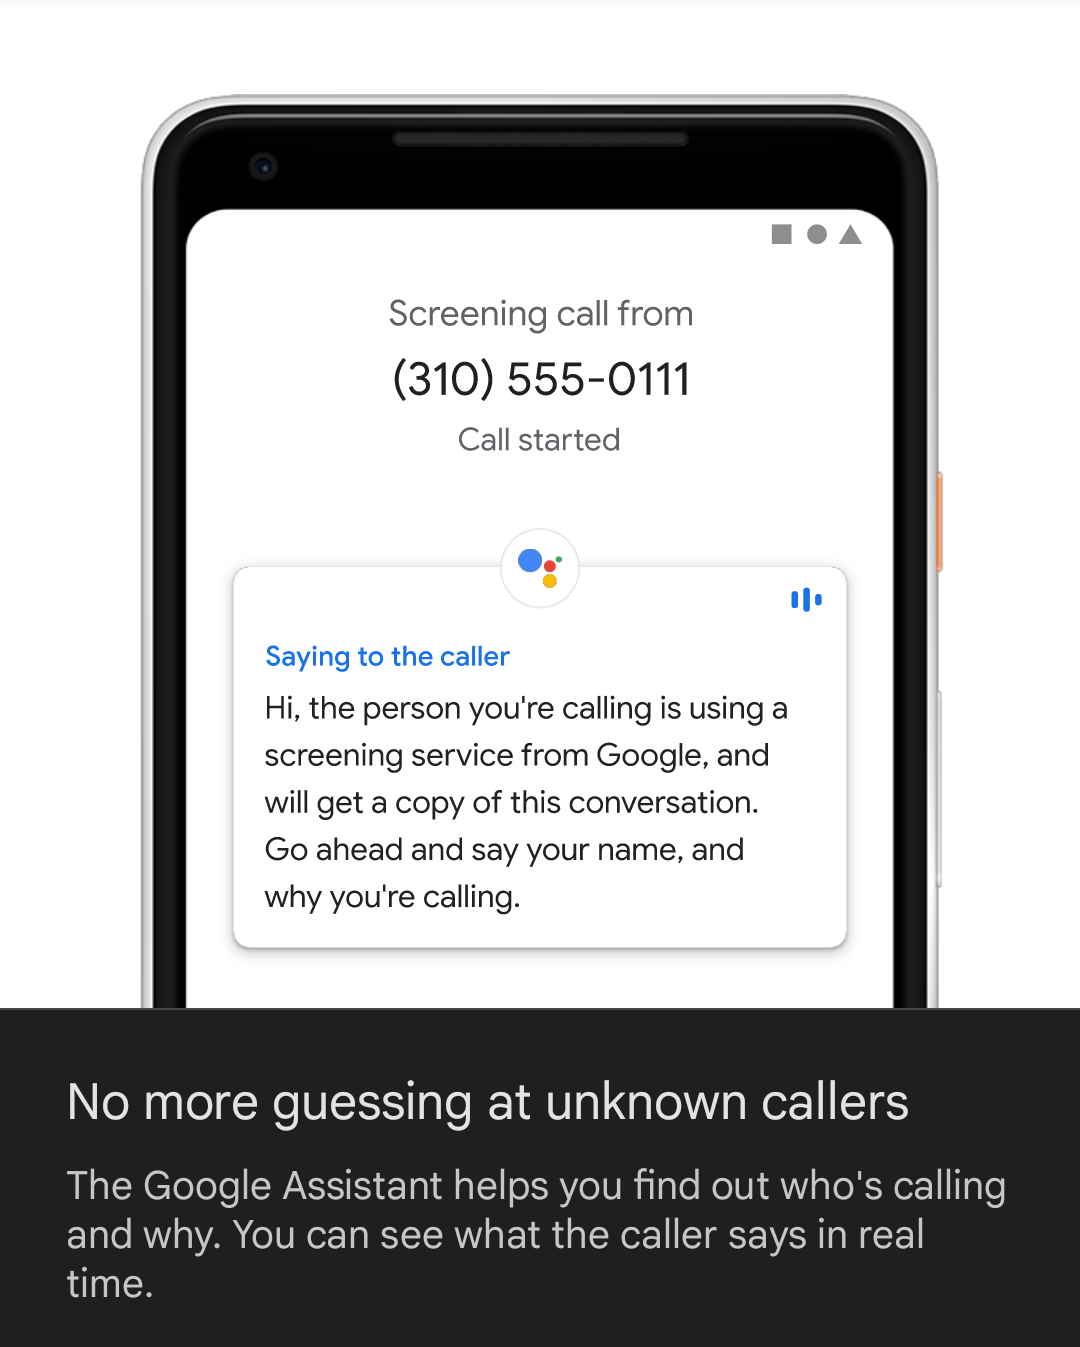 Screening call from
(310) 555-0111
Call started
Saying to the caller
Hi, the person you're calling is using a
screening service from Google, and
will get a copy of this conversation.
Go ahead and say your name, and
why you're calling.
No more guessing at unknown callers
The Google Assistant helps you find out who's calling
and why. You can see what the caller says in real
time.